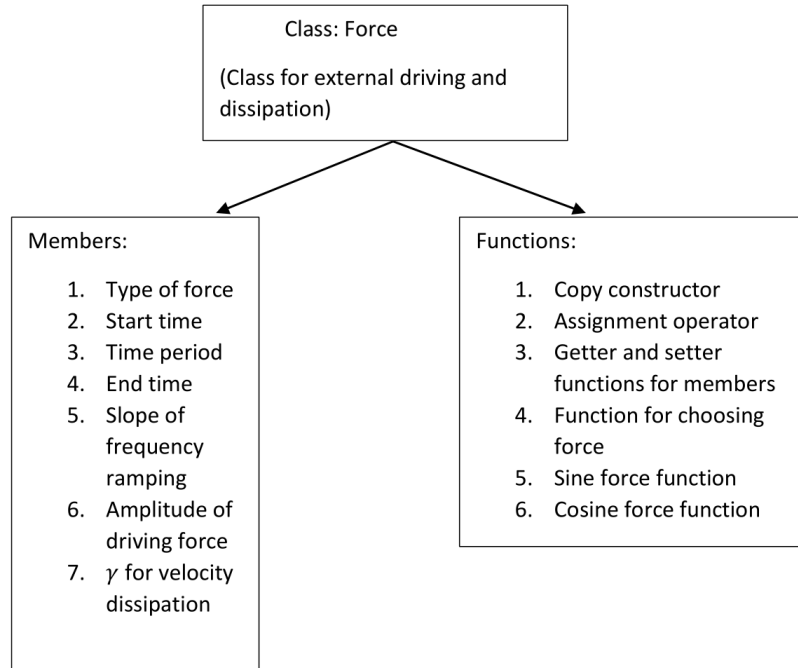 Class: Force
(Class for external driving and
dissipation)
Members:
1. Type of force
2. Start time
3. Time period
4. End time
5. Slope of
frequency
ramping
6. Amplitude of
driving force
7. γ for velocity
dissipation
Functions:
1. Copy constructor
2. Assignment operator
3. Getter and setter
functions for members
4. Function for choosing
force
5. Sine force function
6. Cosine force function